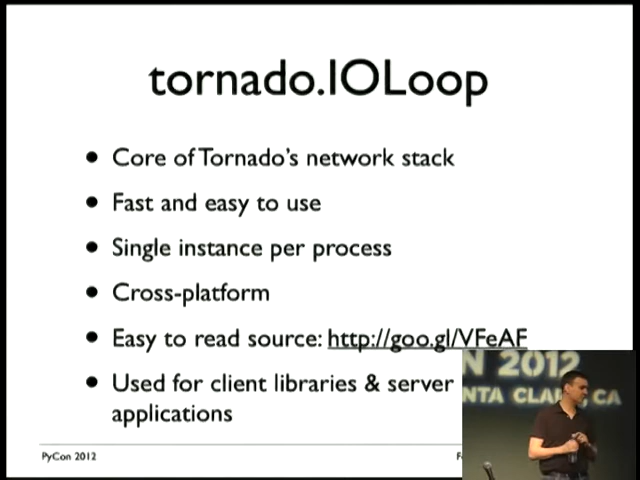 tornado.IOLoop
Core of Tornado's network stack
Fast and easy to use
Single instance per process
Cross-platform
Easy to read source: http://goo.gl/VFeAF
Used for client libraries & server
applications
PyCon 2012
N 2012
NTA CLARA, CA